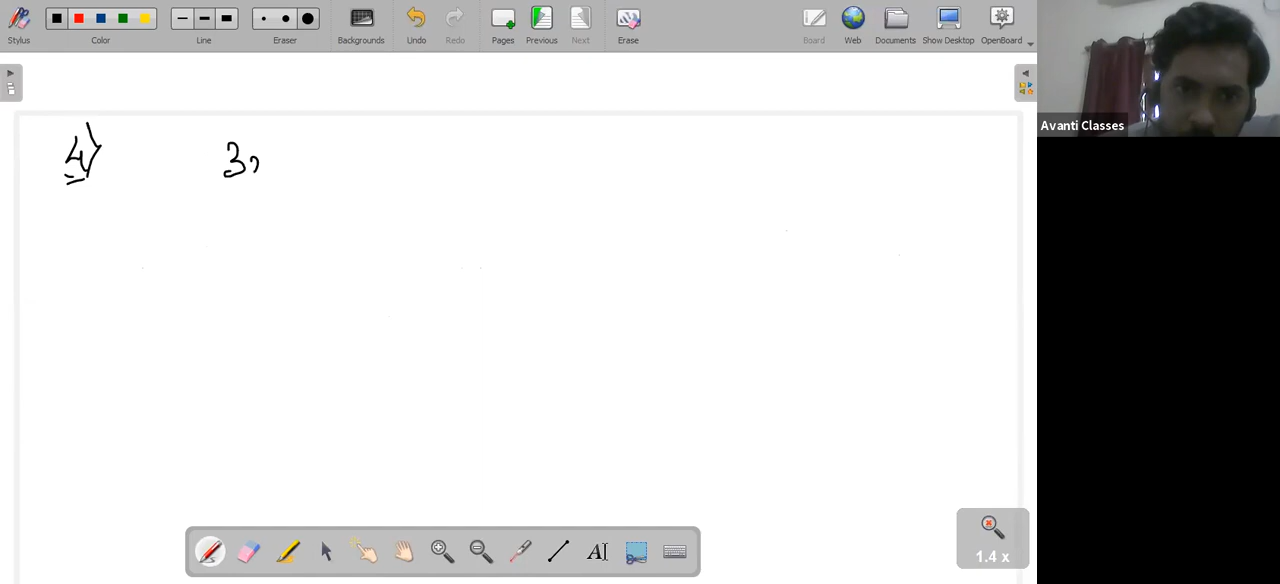 Stylus Color Line Eraser Backgrounds Undo Redo Pages Previous Next Erase Board Web Documents Show Desktop OpenBoard
Avanti Classes
4) 3,
AI
1.4 x